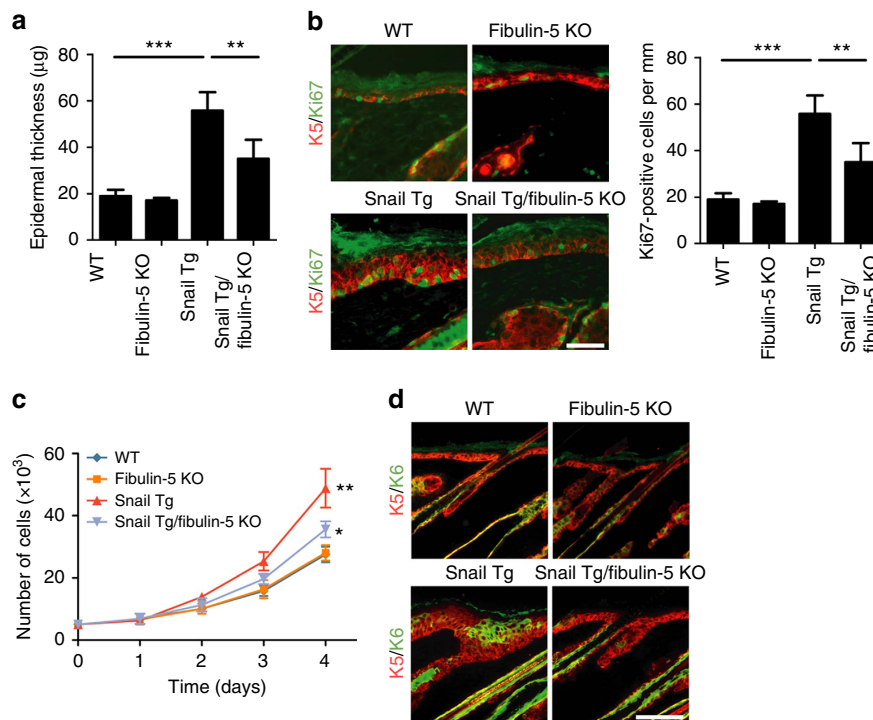 a
Epidermal thickness (µg)
80
60
40
20
0
***
**
WT
Fibulin-5 KO
Snail Tg
Snail Tg/
fibulin-5 KO
b
WT
Fibulin-5 KO
K5/Ki67
Snail Tg
Snail Tg/fibulin-5 KO
K5/Ki67
Ki67-positive cells per mm
80
60
40
20
0
***
**
WT
Fibulin-5 KO
Snail Tg
Snail Tg/
fibulin-5 KO
c
Number of cells (×10³)
60
40
20
0
WT
Fibulin-5 KO
Snail Tg
Snail Tg/fibulin-5 KO
**
*
0 1 2 3 4
Time (days)
d
WT
Fibulin-5 KO
K5/K6
Snail Tg
Snail Tg/fibulin-5 KO
K5/K6